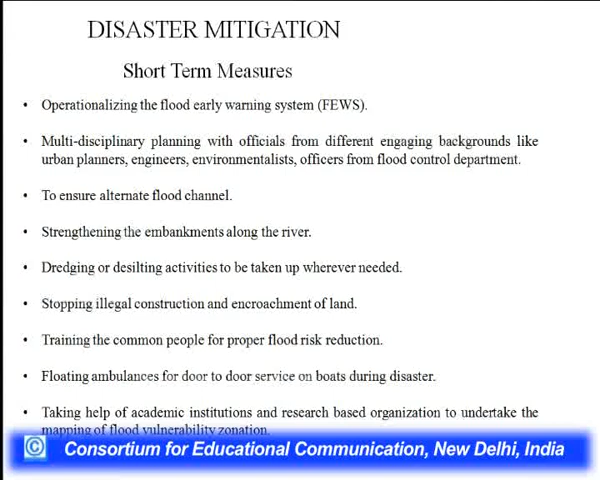 DISASTER MITIGATION
Short Term Measures
• Operationalizing the flood early warning system (FEWS).
• Multi-disciplinary planning with officials from different engaging backgrounds like
urban planners, engineers, environmentalists, officers from flood control department.
• To ensure alternate flood channel.
• Strengthening the embankments along the river.
• Dredging or desilting activities to be taken up wherever needed.
• Stopping illegal construction and encroachment of land.
• Training the common people for proper flood risk reduction.
• Floating ambulances for door to door service on boats during disaster.
• Taking help of academic institutions and research based organization to undertake the
mapping of flood vulnerability zonation.
© Consortium for Educational Communication, New Delhi, India